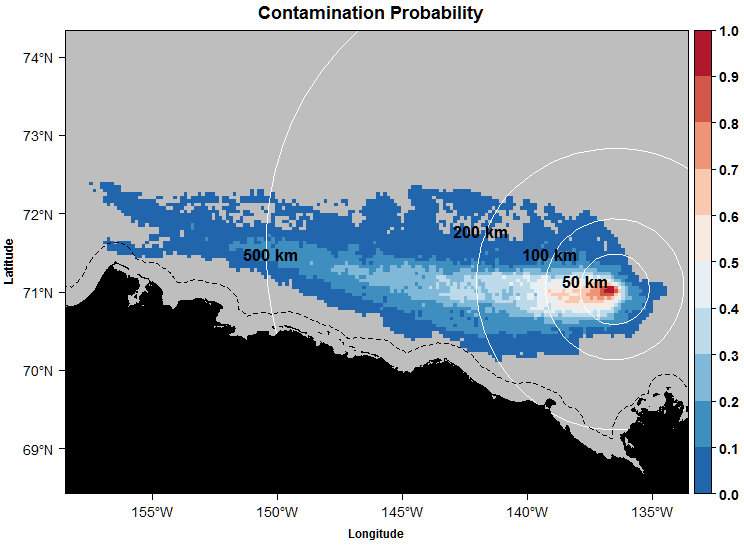 Contamination Probability
74°N
73°N
72°N
71°N
70°N
69°N
Latitude
500 km
200 km
100 km
50 km
155°W
150°W
145°W
140°W
135°W
Longitude
1.0
0.9
0.8
0.7
0.6
0.5
0.4
0.3
0.2
0.1
0.0